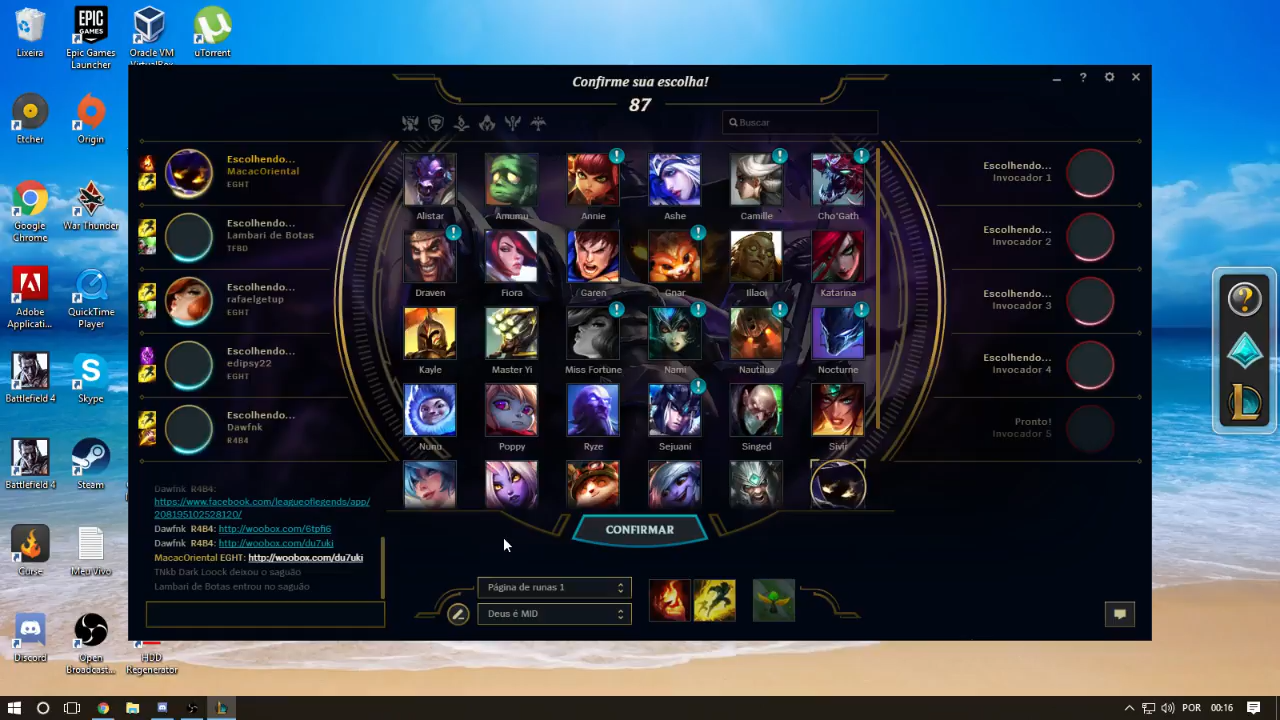 Lixeira
Epic Games
Launcher
Oracle VM
VirtualBox
uTorrent
Etcher
Origin
Google
Chrome
War Thunder
Adobe
Applicati...
QuickTime
Player
Battlefield 4
Skype
Battlefield 4
Steam
Curse
Meu Vivo
Discord
Open
Broadcast...
HDD
Regenerator
EPIC
GAMES
Confirme sua escolha!
87
Buscar
Escolhendo...
MacacOriental
EGHT
Escolhendo...
Lambari de Botas
TFBD
Escolhendo...
rafaelgetup
EGHT
Escolhendo...
edipsy22
EGHT
Escolhendo...
Dawfnk
R4B4
Alistar
Amumu
Annie
Ashe
Camille
Cho'Gath
Draven
Fiora
Garen
Gnar
Illaoi
Katarina
Kayle
Master Yi
Miss Fortune
Nami
Nautilus
Nocturne
Nunu
Poppy
Ryze
Sejuani
Singed
Sivir
Escolhendo...
Invocador 1
Escolhendo...
Invocador 2
Escolhendo...
Invocador 3
Escolhendo...
Invocador 4
Pronto!
Invocador 5
Dawfnk R4B4:
https://www.facebook.com/leagueoflegends/app/
208195102528120/
Dawfnk R4B4: http://woobox.com/6tpfi6
Dawfnk R4B4: http://woobox.com/du7uki
MacacOriental EGHT: http://woobox.com/du7uki
TNkb Dark Loock deixou o saguão
Lambari de Botas entrou no saguão
CONFIRMAR
Página de runas 1
Deus é MID
POR
00:16